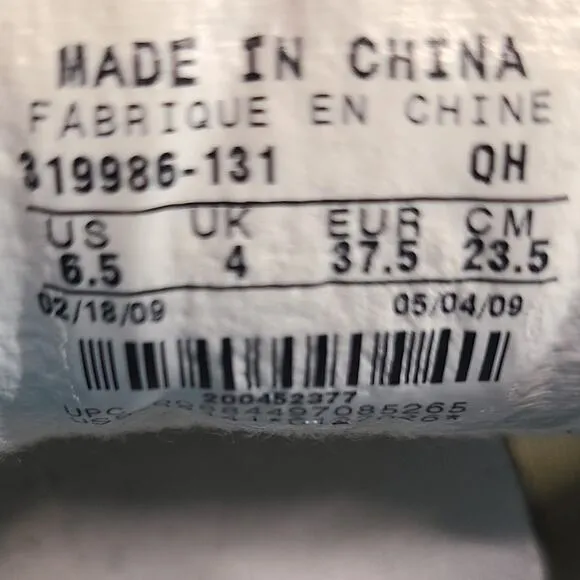 MADE IN CHINA
FABRIQUE EN CHINE
319986-131 QH
US UK EUR CM
6.5 4 37.5 23.5
02/18/09 05/04/09
200452377
UPC